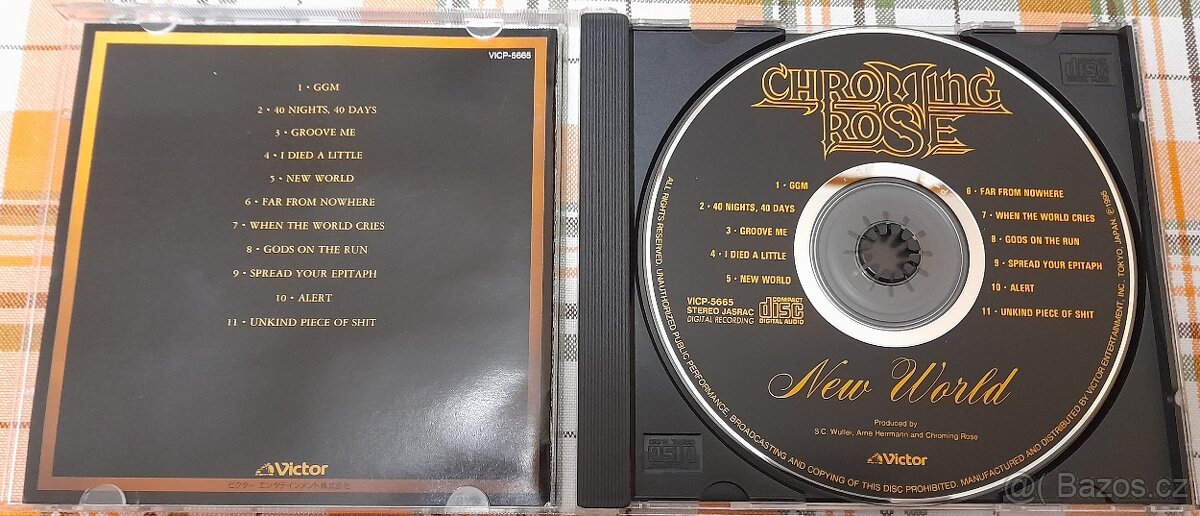 VICP-5665
1 · GGM
2 · 40 NIGHTS, 40 DAYS
3 · GROOVE ME
4 · I DIED A LITTLE
5 · NEW WORLD
6 · FAR FROM NOWHERE
7 · WHEN THE WORLD CRIES
8 · GODS ON THE RUN
9 · SPREAD YOUR EPITAPH
10 · ALERT
11 · UNKIND PIECE OF SHIT
Victor
ビクター エンタテインメント株式会社
CHROMING
ROSE
1 · GGM
2 · 40 NIGHTS, 40 DAYS
3 · GROOVE ME
4 · I DIED A LITTLE
5 · NEW WORLD
6 · FAR FROM NOWHERE
7 · WHEN THE WORLD CRIES
8 · GODS ON THE RUN
9 · SPREAD YOUR EPITAPH
10 · ALERT
11 · UNKIND PIECE OF SHIT
VICP-5665
STEREO JASRAC
DIGITAL RECORDING
COMPACT
disc
DIGITAL AUDIO
New World
Produced by
S.C. Wuller, Arne Herrmann and Chroming Rose
Victor
ALL RIGHTS RESERVED. UNAUTHORIZED PUBLIC PERFORMANCE, BROADCASTING AND COPYING OF THIS DISC PROHIBITED. MANUFACTURED AND DISTRIBUTED BY VICTOR ENTERTAINMENT, INC. TOKYO, JAPAN ℗1995
Bazos.cz